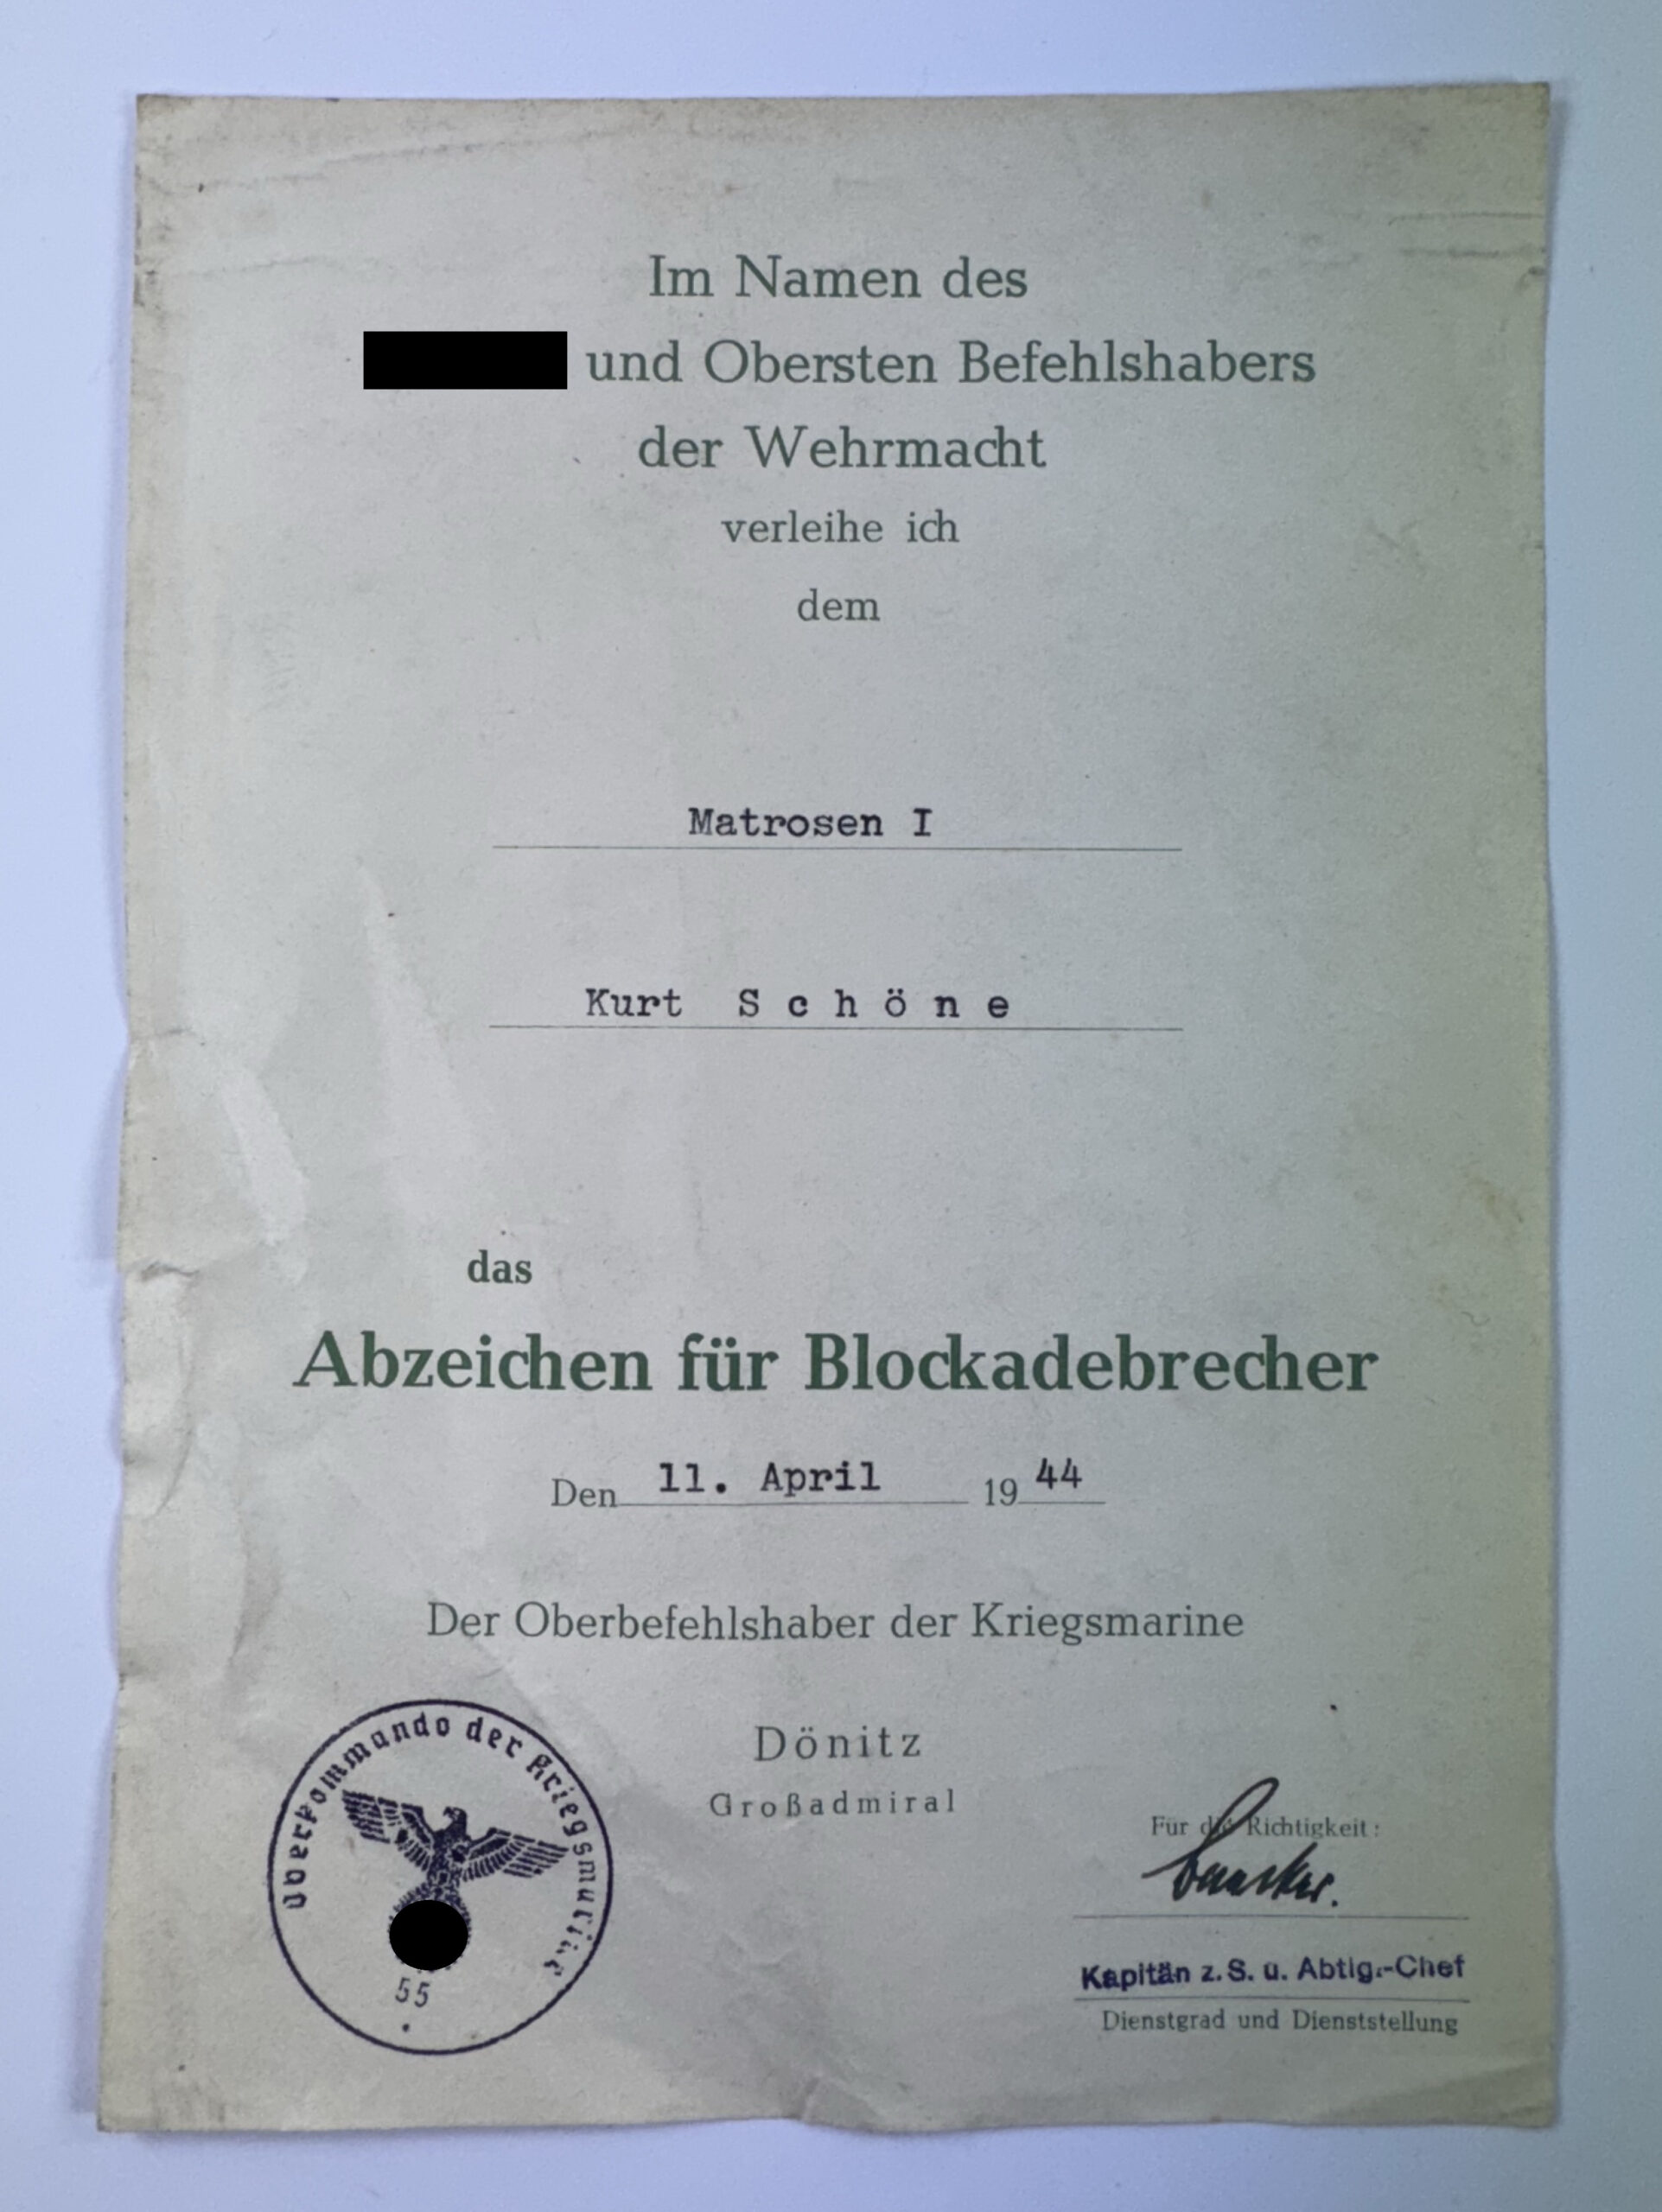 Im Namen des
und Obersten Befehlshabers
der Wehrmacht
verleihe ich
dem
Matrosen I
Kurt Schöne
das
Abzeichen für Blockadebrecher
Den 11. April 1944
Der Oberbefehlshaber der Kriegsmarine
Dönitz
Großadmiral
Oberkommando der Kriegsmarine
55
Für die Richtigkeit:
Kapitän z. S. u. Abtlg.-Chef
Dienstgrad und Dienststellung